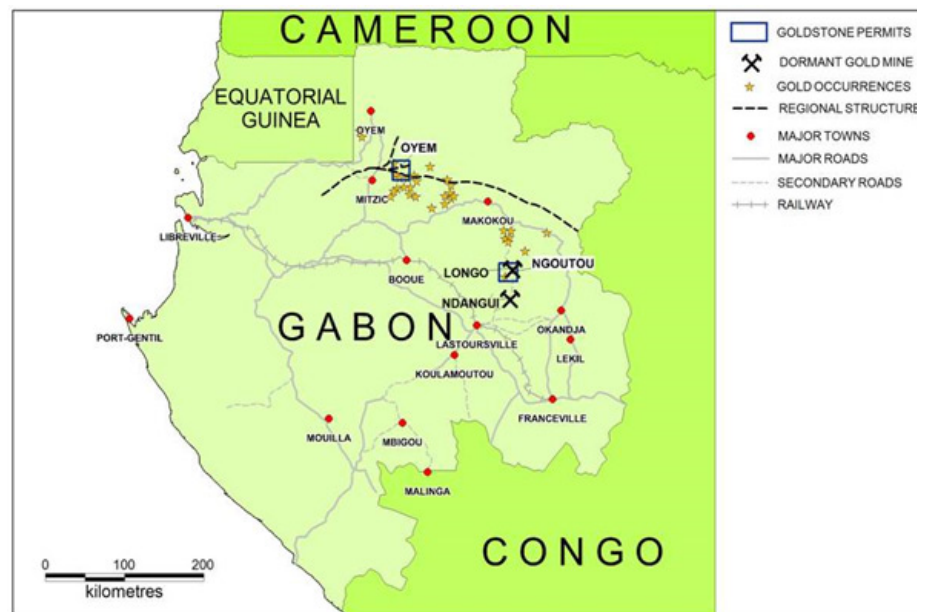 CAMEROON
EQUATORIAL
GUINEA
OYEM
OYEM
MITZIC
MAKOKOU
LIBREVILLE
LONGO
NGOUTOU
BOOUE
NDANGUI
PORT-GENTIL
GABON
LASTOURSVILLE
OKANDJA
LEKIL
KOULAMOUTOU
FRANCEVILLE
MOUILLA
MBIGOU
MALINGA
CONGO
0 100 200
kilometres
GOLDSTONE PERMITS
DORMANT GOLD MINE
GOLD OCCURRENCES
REGIONAL STRUCTURE
MAJOR TOWNS
MAJOR ROADS
SECONDARY ROADS
RAILWAY